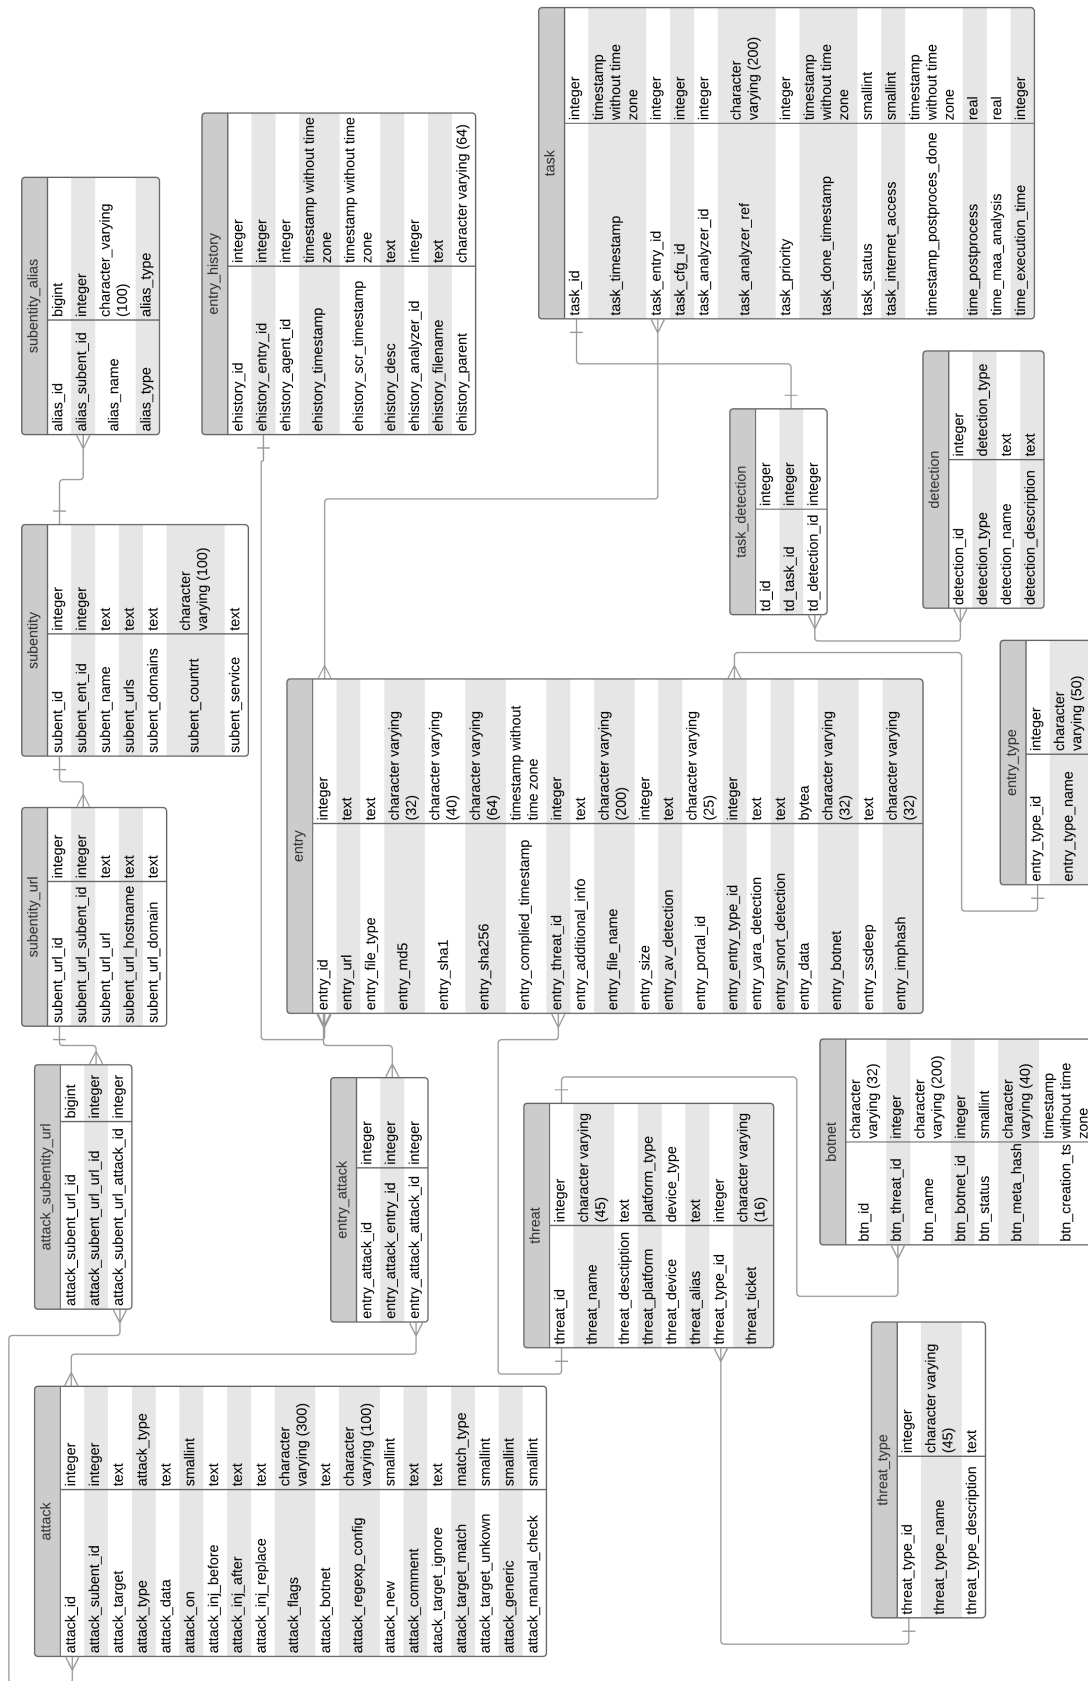 subentity_alias
alias_id bigint
alias_subent_id integer
alias_name character_varying
(100)
alias_type alias_type
subentity
subent_id integer
subent_ent_id integer
subent_name text
subent_urls text
subent_domains text
subent_countrt character
varying (100)
subent_service text
subentity_url
subent_url_id integer
subent_url_subent_id integer
subent_url_url text
subent_url_hostname text
subent_url_domain text
attack_subentity_url
attack_subent_url_id bigint
attack_subent_url_url_id integer
attack_subent_url_attack_id integer
attack
attack_id integer
attack_subent_id integer
attack_target text
attack_type attack_type
attack_data text
attack_on smallint
attack_inj_before text
attack_inj_after text
attack_inj_replace text
attack_flags character
varying (300)
attack_botnet text
attack_regexp_config character
varying (100)
attack_new smallint
attack_comment text
attack_target_ignore text
attack_target_match match_type
attack_target_unkown smallint
attack_generic smallint
attack_manual_check smallint
entry_history
ehistory_id integer
ehistory_entry_id integer
ehistory_agent_id integer
ehistory_timestamp timestamp without time
zone
ehistory_scr_timestamp timestamp without time
zone
ehistory_desc text
ehistory_analyzer_id integer
ehistory_filename text
ehistory_parent character varying (64)
entry
entry_id integer
entry_url text
entry_file_type text
entry_md5 character varying
(32)
entry_sha1 character varying
(40)
entry_sha256 character varying
(64)
entry_complied_timestamp timestamp without
time zone
entry_threat_id integer
entry_additional_info text
entry_file_name character varying
(200)
entry_size integer
entry_av_detection text
entry_portal_id character varying
(25)
entry_entry_type_id integer
entry_yara_detection text
entry_snort_detection text
entry_data bytea
entry_botnet character varying
(32)
entry_ssdeep text
entry_imphash character varying
(32)
entry_attack
entry_attack_id integer
entry_attack_entry_id integer
entry_attack_attack_id integer
task
task_id integer
task_timestamp timestamp
without time
zone
task_entry_id integer
task_cfg_id integer
task_analyzer_id integer
task_analyzer_ref character
varying (200)
task_priority integer
task_done_timestamp timestamp
without time
zone
task_status smallint
task_internet_access smallint
timestamp_postproces_done timestamp
without time
zone
time_postprocess real
time_maa_analysis real
time_execution_time integer
task_detection
td_id integer
td_task_id integer
td_detection_id integer
detection
detection_id integer
detection_type detection_type
detection_name text
detection_description text
entry_type
entry_type_id integer
entry_type_name character
varying (50)
threat
threat_id integer
threat_name character varying
(45)
threat_desctiption text
threat_platform platform_type
threat_device device_type
threat_alias text
threat_type_id integer
threat_ticket character varying
(16)
botnet
btn_id character
varying (32)
btn_threat_id integer
btn_name character
varying (200)
btn_botnet_id integer
btn_status smallint
btn_meta_hash character
varying (40)
btn_creation_ts timestamp
without time
zone
threat_type
threat_type_id integer
threat_type_name character varying
(45)
threat_type_description text